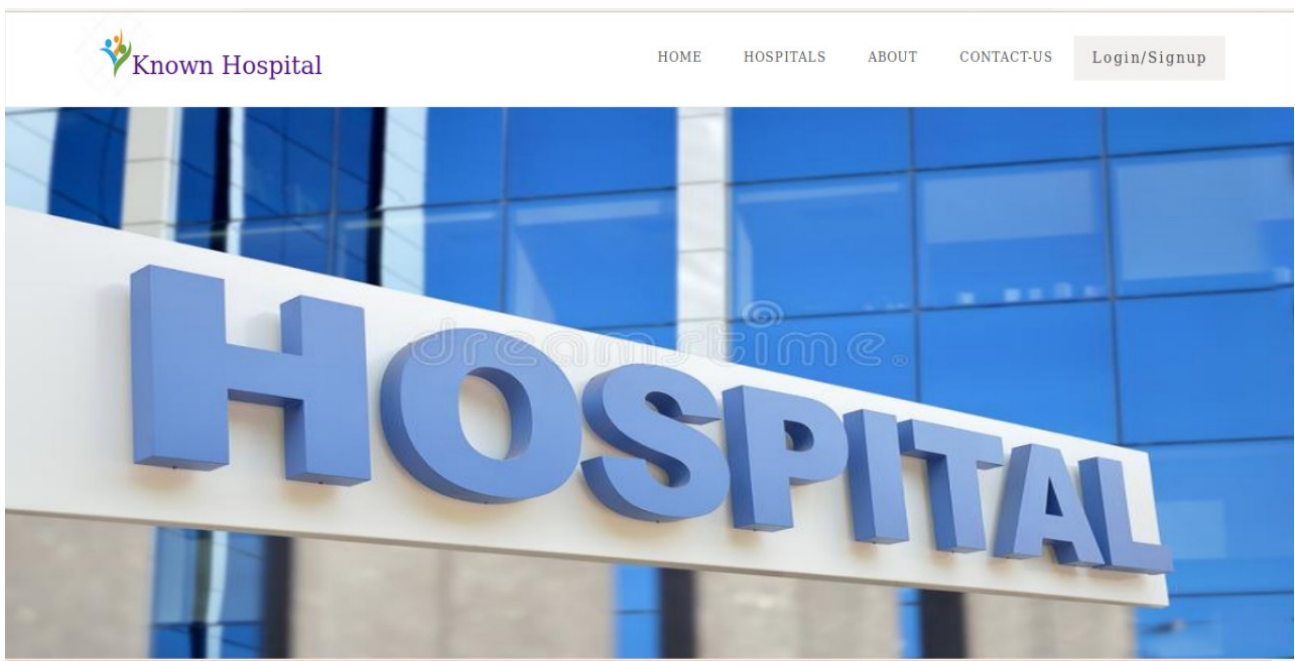 Known Hospital
HOME HOSPITALS ABOUT CONTACT-US Login/Signup
dreamstime
HOSPITAL